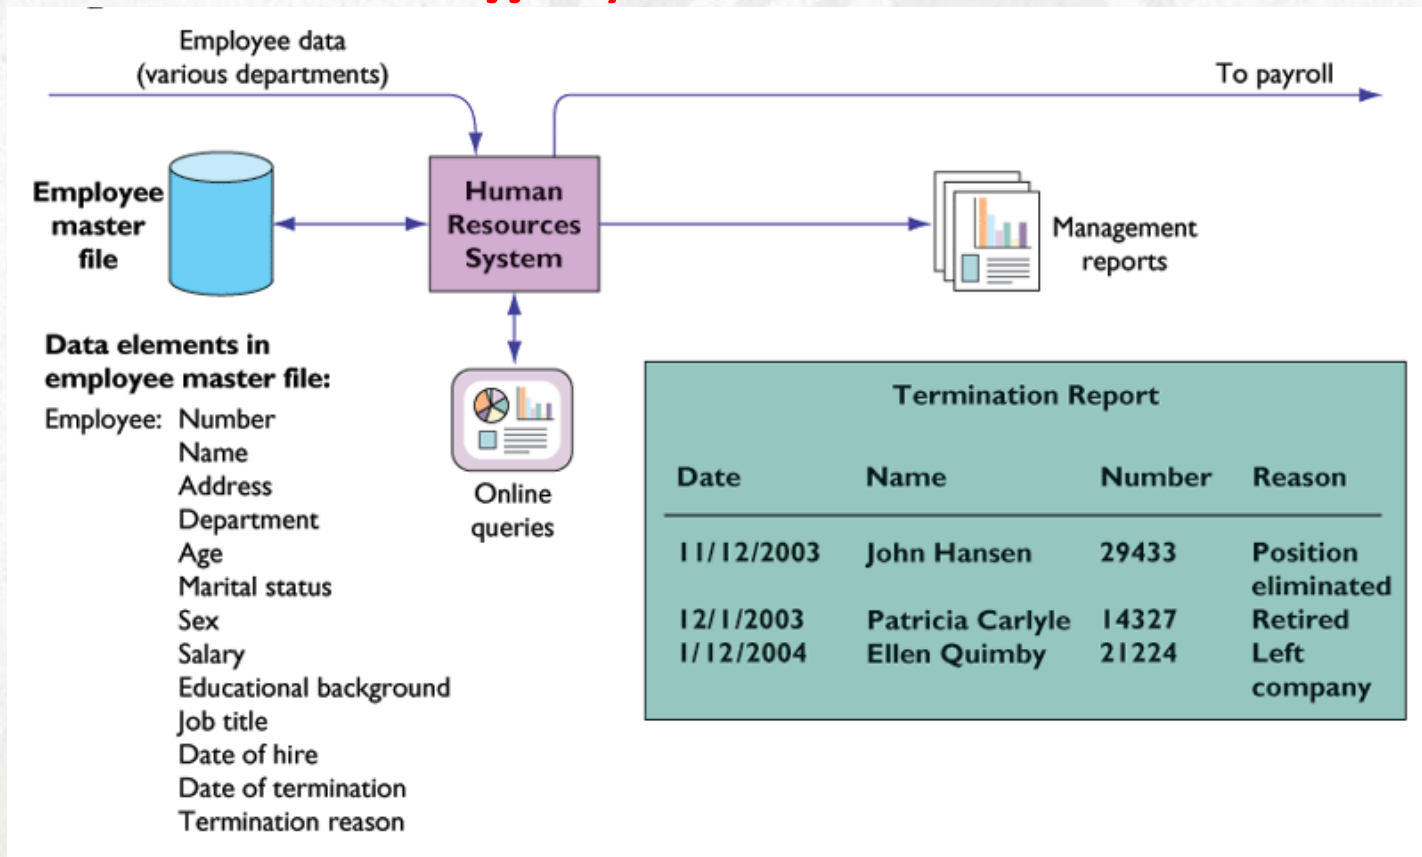 Employee data
(various departments)
To payroll
Employee
master
file
Human
Resources
System
Management
reports
Data elements in
employee master file:
Employee: Number
Name
Address
Department
Age
Marital status
Sex
Salary
Educational background
Job title
Date of hire
Date of termination
Termination reason
Online
queries
Termination Report
Date Name Number Reason
11/12/2003 John Hansen 29433 Position
eliminated
12/1/2003 Patricia Carlyle 14327 Retired
1/12/2004 Ellen Quimby 21224 Left
company